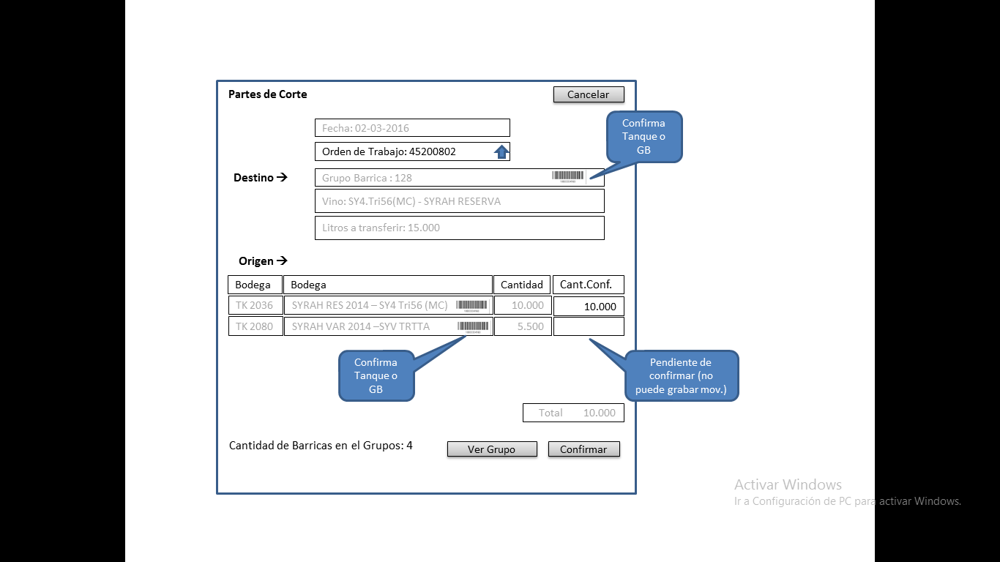 Partes de Corte
Cancelar
Confirma
Tanque o
GB
Fecha: 02-03-2016
Orden de Trabajo: 45200802
Destino →
Grupo Barrica : 128
Vino: SY4.Tri56(MC) - SYRAH RESERVA
Litros a transferir: 15.000
Origen →
Bodega Bodega Cantidad Cant.Conf.
TK 2036 SYRAH RES 2014 – SY4 Tri56 (MC) 10.000 10.000
TK 2080 SYRAH VAR 2014 –SYV TRTTA 5.500
Confirma
Tanque o
GB
Pendiente de
confirmar (no
puede grabar mov.)
Total 10.000
Cantidad de Barricas en el Grupos: 4
Ver Grupo
Confirmar
Activar Windows
Ir a Configuración de PC para activar Windows.